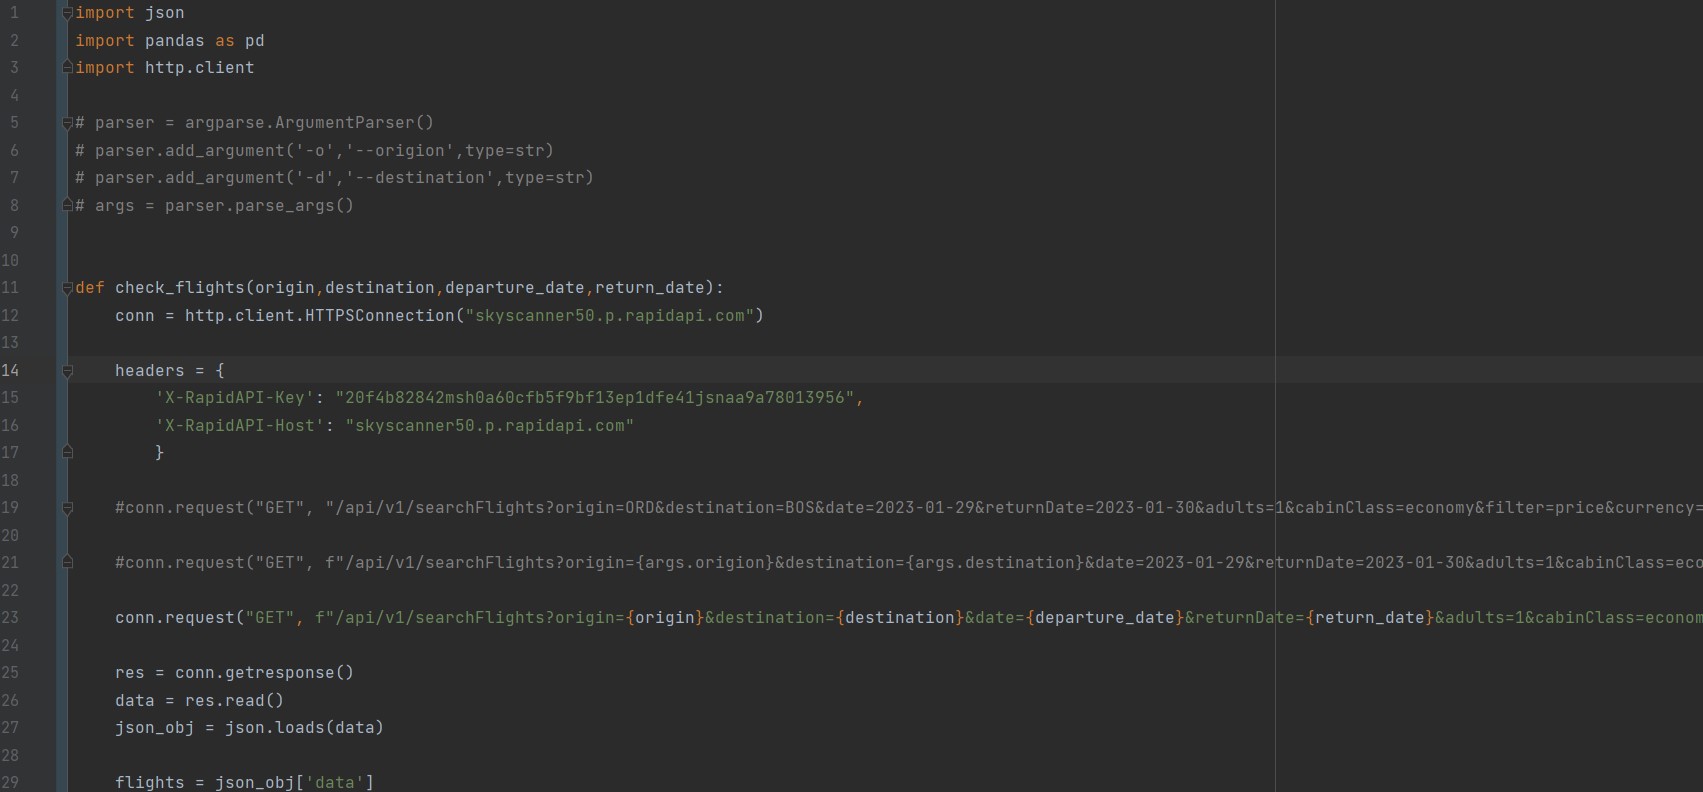 1 import json
2 import pandas as pd
3 import http.client
4
5 # parser = argparse.ArgumentParser()
6 # parser.add_argument('-o','--origion',type=str)
7 # parser.add_argument('-d','--destination',type=str)
8 # args = parser.parse_args()
9
10
11 def check_flights(origin,destination,departure_date,return_date):
12     conn = http.client.HTTPSConnection("skyscanner50.p.rapidapi.com")
13
14     headers = {
15         'X-RapidAPI-Key': "20f4b82842msh0a60cfb5f9bf13ep1dfe41jsnaa9a78013956",
16         'X-RapidAPI-Host': "skyscanner50.p.rapidapi.com"
17         }
18
19     #conn.request("GET", "/api/v1/searchFlights?origin=ORD&destination=BOS&date=2023-01-29&returnDate=2023-01-30&adults=1&cabinClass=economy&filter=price&currency=
20
21     #conn.request("GET", f"/api/v1/searchFlights?origin={args.origion}&destination={args.destination}&date=2023-01-29&returnDate=2023-01-30&adults=1&cabinClass=eco
22
23     conn.request("GET", f"/api/v1/searchFlights?origin={origin}&destination={destination}&date={departure_date}&returnDate={return_date}&adults=1&cabinClass=econom
24
25     res = conn.getresponse()
26     data = res.read()
27     json_obj = json.loads(data)
28
29     flights = json_obj['data']